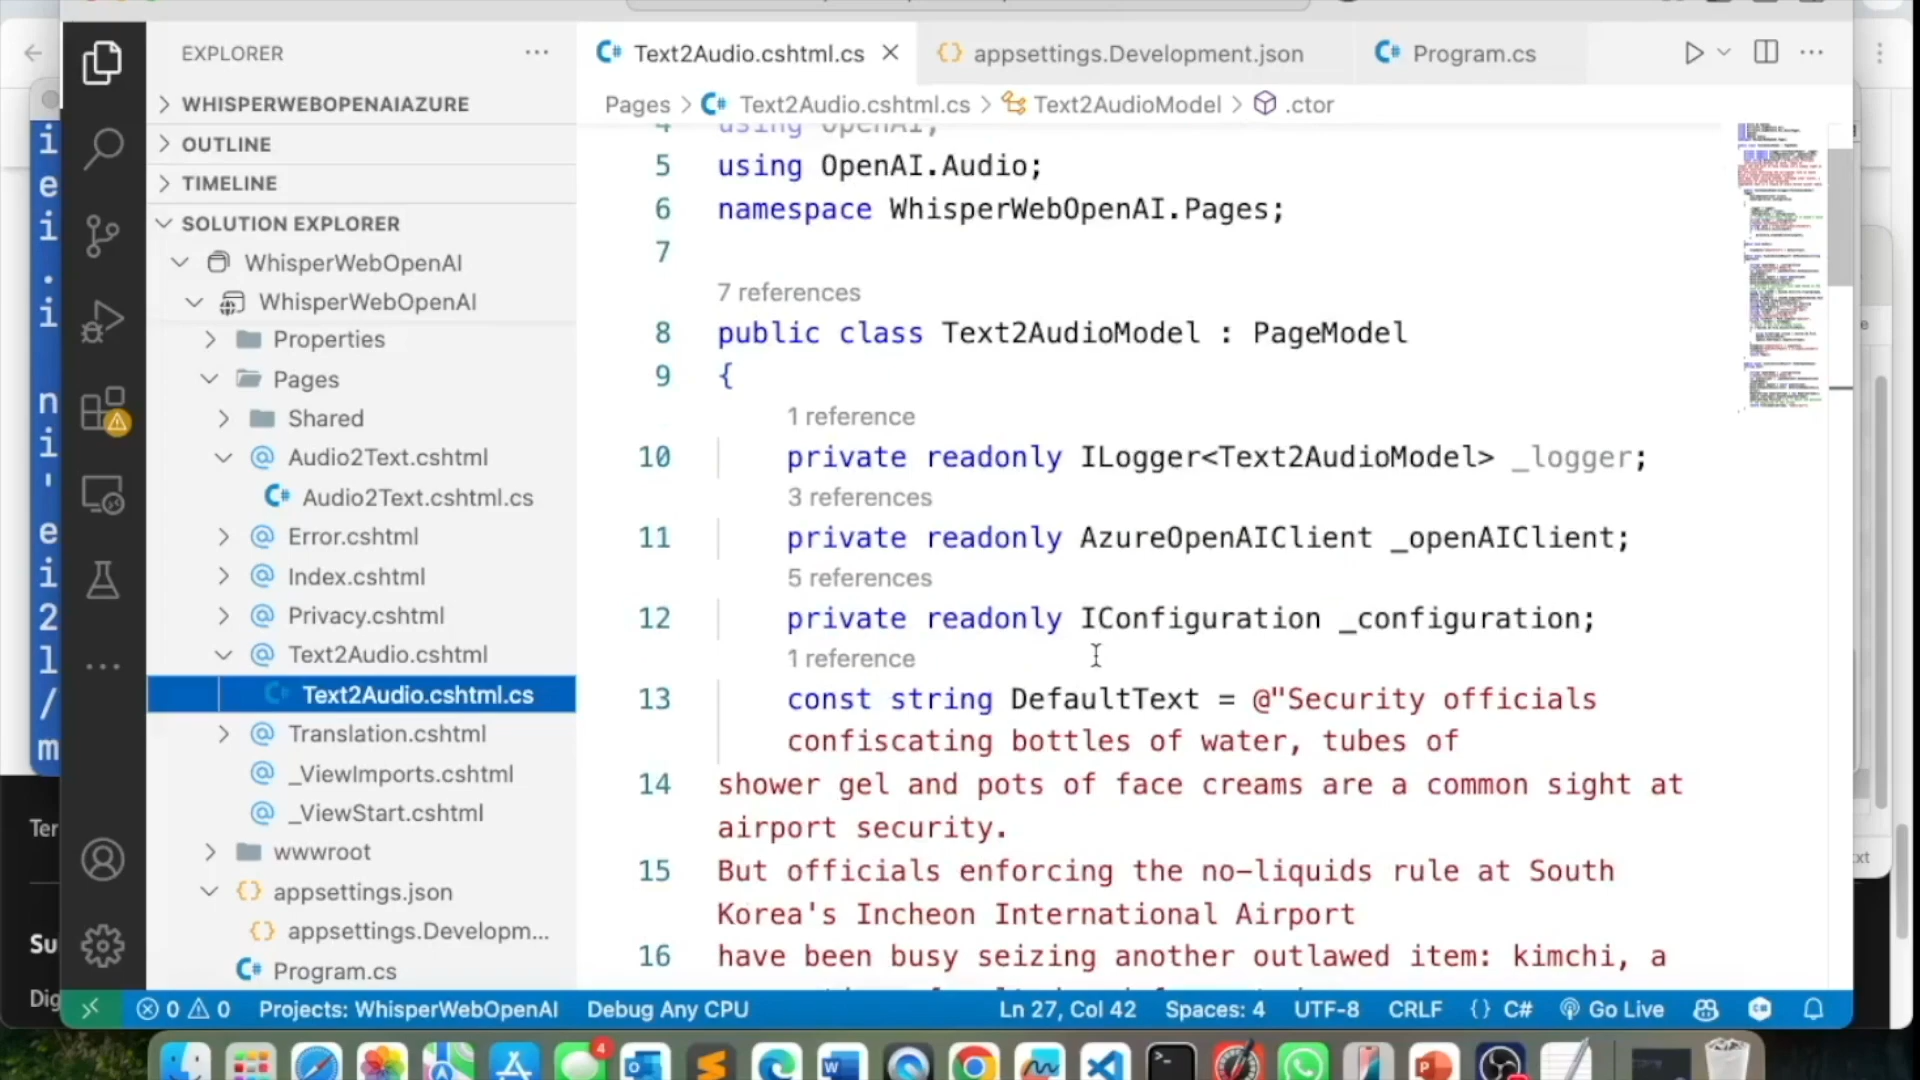 EXPLORER
WHISPERWEBOPENAIAZURE
OUTLINE
TIMELINE
SOLUTION EXPLORER
WhisperWebOpenAI
WhisperWebOpenAI
Properties
Pages
Shared
Audio2Text.cshtml
Audio2Text.cshtml.cs
Error.cshtml
Index.cshtml
Privacy.cshtml
Text2Audio.cshtml
Text2Audio.cshtml.cs
Translation.cshtml
_ViewImports.cshtml
_ViewStart.cshtml
wwwroot
appsettings.json
appsettings.Developm...
Program.cs
Text2Audio.cshtml.cs
appsettings.Development.json
Program.cs
Pages > Text2Audio.cshtml.cs > Text2AudioModel > .ctor
4 using OpenAI;
5 using OpenAI.Audio;
6 namespace WhisperWebOpenAI.Pages;
7
7 references
8 public class Text2AudioModel : PageModel
9 {
1 reference
10 private readonly ILogger<Text2AudioModel> _logger;
3 references
11 private readonly AzureOpenAIClient _openAIClient;
5 references
12 private readonly IConfiguration _configuration;
1 reference
13 const string DefaultText = @"Security officials
confiscating bottles of water, tubes of
14 shower gel and pots of face creams are a common sight at
airport security.
15 But officials enforcing the no-liquids rule at South
Korea's Incheon International Airport
16 have been busy seizing another outlawed item: kimchi, a
0 0 Projects: WhisperWebOpenAI Debug Any CPU Ln 27, Col 42 Spaces: 4 UTF-8 CRLF {} C# Go Live
4